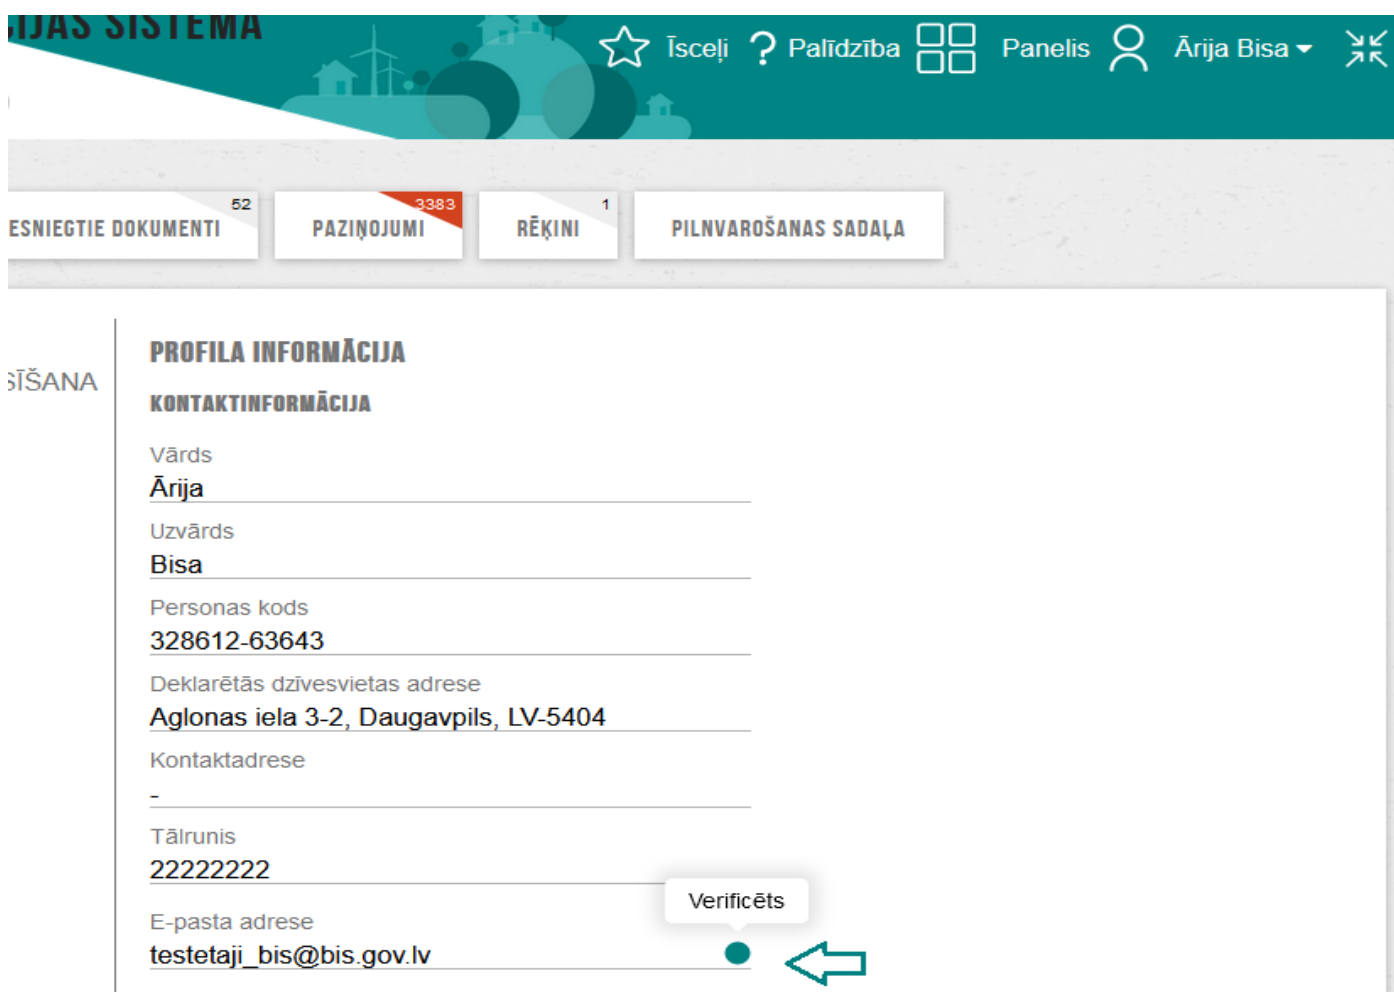 CIJAS SISTĒMA
Īsceļi ? Palīdzība Panelis Ārija Bisa
52 3383 1
ESNIEGTIE DOKUMENTI PAZIŅOJUMI RĒĶINI PILNVAROŠANAS SADAĻA
SĪŠANA
PROFILA INFORMĀCIJA
KONTAKTINFORMĀCIJA
Vārds
Ārija
Uzvārds
Bisa
Personas kods
328612-63643
Deklarētās dzīvesvietas adrese
Aglonas iela 3-2, Daugavpils, LV-5404
Kontaktadrese
-
Tālrunis
22222222
Verificēts
E-pasta adrese
testetaji_bis@bis.gov.lv